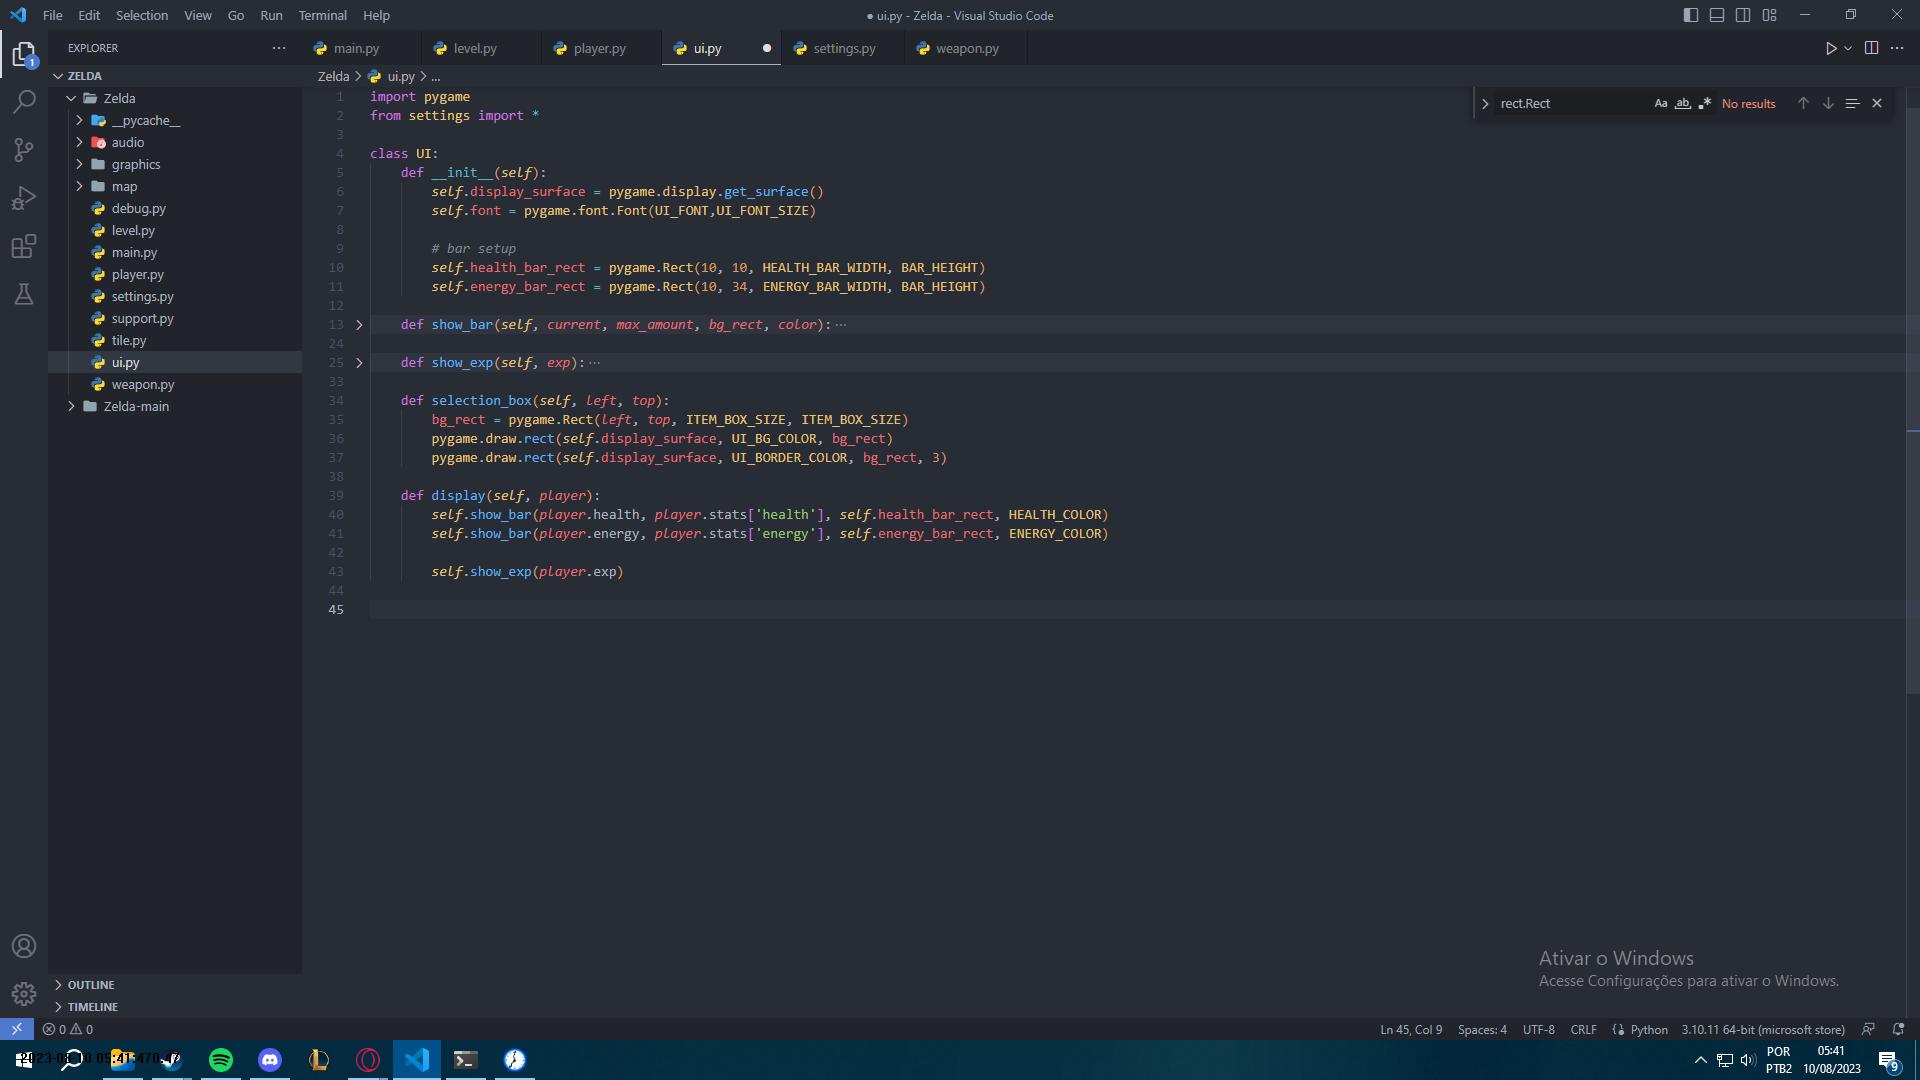 File Edit Selection View Go Run Terminal Help
● ui.py - Zelda - Visual Studio Code
EXPLORER
main.py
level.py
player.py
ui.py
settings.py
weapon.py
ZELDA
Zelda
__pycache__
audio
graphics
map
debug.py
level.py
main.py
player.py
settings.py
support.py
tile.py
ui.py
weapon.py
Zelda-main
OUTLINE
TIMELINE
Zelda > ui.py > ...
rect.Rect Aa ab No results
1 import pygame
2 from settings import *
3
4 class UI:
5 def __init__(self):
6 self.display_surface = pygame.display.get_surface()
7 self.font = pygame.font.Font(UI_FONT,UI_FONT_SIZE)
8
9 # bar setup
10 self.health_bar_rect = pygame.Rect(10, 10, HEALTH_BAR_WIDTH, BAR_HEIGHT)
11 self.energy_bar_rect = pygame.Rect(10, 34, ENERGY_BAR_WIDTH, BAR_HEIGHT)
12
13 def show_bar(self, current, max_amount, bg_rect, color):···
24
25 def show_exp(self, exp):···
33
34 def selection_box(self, left, top):
35 bg_rect = pygame.Rect(left, top, ITEM_BOX_SIZE, ITEM_BOX_SIZE)
36 pygame.draw.rect(self.display_surface, UI_BG_COLOR, bg_rect)
37 pygame.draw.rect(self.display_surface, UI_BORDER_COLOR, bg_rect, 3)
38
39 def display(self, player):
40 self.show_bar(player.health, player.stats['health'], self.health_bar_rect, HEALTH_COLOR)
41 self.show_bar(player.energy, player.stats['energy'], self.energy_bar_rect, ENERGY_COLOR)
42
43 self.show_exp(player.exp)
44
45
Ativar o Windows
Acesse Configurações para ativar o Windows.
0 0
Ln 45, Col 9 Spaces: 4 UTF-8 CRLF Python 3.10.11 64-bit (microsoft store)
POR
PTB2
05:41
10/08/2023
9
1